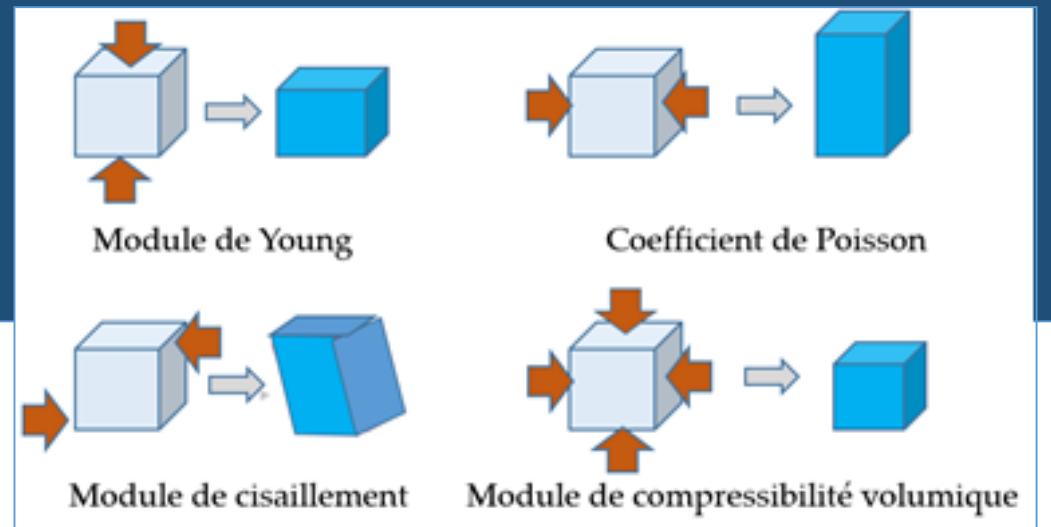 Module de Young
Coefficient de Poisson
Module de cisaillement
Module de compressibilité volumique